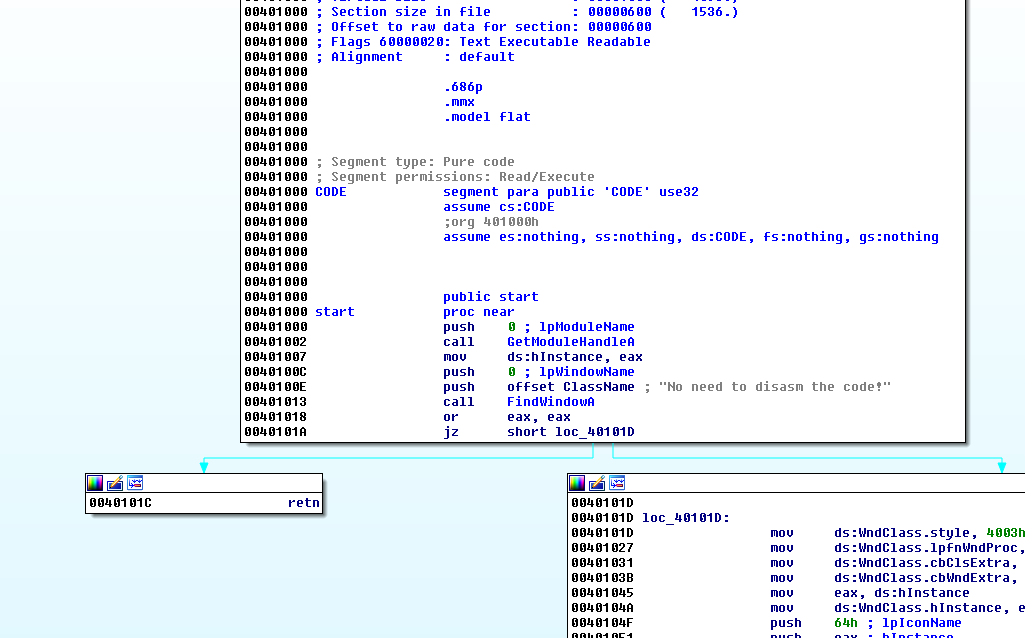 00401000 ; Section size in file          : 00000600 (   1536.)
00401000 ; Offset to raw data for section: 00000600
00401000 ; Flags 60000020: Text Executable Readable
00401000 ; Alignment     : default
00401000
00401000                 .686p
00401000                 .mmx
00401000                 .model flat
00401000
00401000
00401000 ; Segment type: Pure code
00401000 ; Segment permissions: Read/Execute
00401000 CODE            segment para public 'CODE' use32
00401000                 assume cs:CODE
00401000                 ;org 401000h
00401000                 assume es:nothing, ss:nothing, ds:CODE, fs:nothing, gs:nothing
00401000
00401000
00401000
00401000                 public start
00401000 start           proc near
00401000                 push    0 ; lpModuleName
00401002                 call    GetModuleHandleA
00401007                 mov     ds:hInstance, eax
0040100C                 push    0 ; lpWindowName
0040100E                 push    offset ClassName ; "No need to disasm the code!"
00401013                 call    FindWindowA
00401018                 or      eax, eax
0040101A                 jz      short loc_40101D
0040101C                 retn
0040101D
0040101D loc_40101D:
0040101D                 mov     ds:WndClass.style, 4003h
00401027                 mov     ds:WndClass.lpfnWndProc,
00401031                 mov     ds:WndClass.cbClsExtra,
0040103B                 mov     ds:WndClass.cbWndExtra,
00401045                 mov     eax, ds:hInstance
0040104A                 mov     ds:WndClass.hInstance, e
0040104F                 push    64h ; lpIconName
00401051                 push    eax ; hInstance